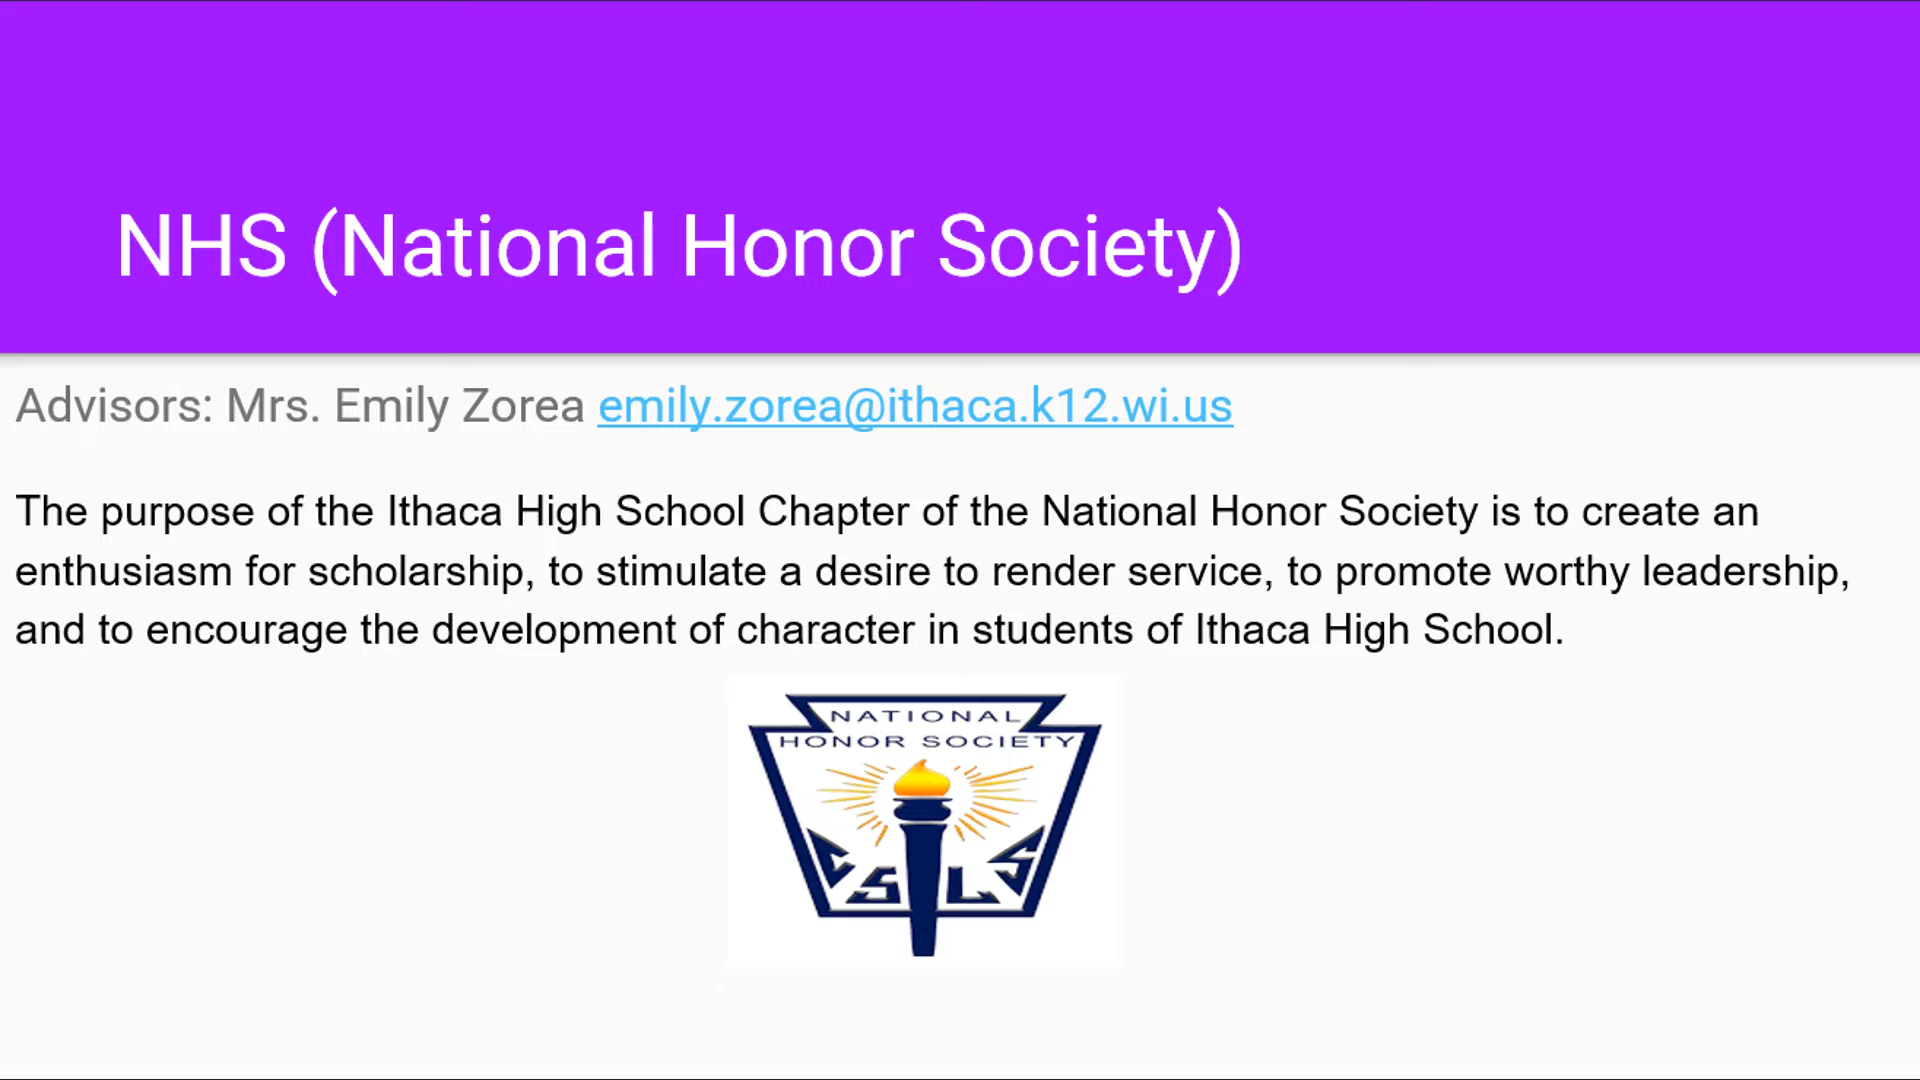 NHS (National Honor Society)
Advisors: Mrs. Emily Zorea emily.zorea@ithaca.k12.wi.us
The purpose of the Ithaca High School Chapter of the National Honor Society is to create an
enthusiasm for scholarship, to stimulate a desire to render service, to promote worthy leadership,
and to encourage the development of character in students of Ithaca High School.
NATIONAL
HONOR SOCIETY
C S L S